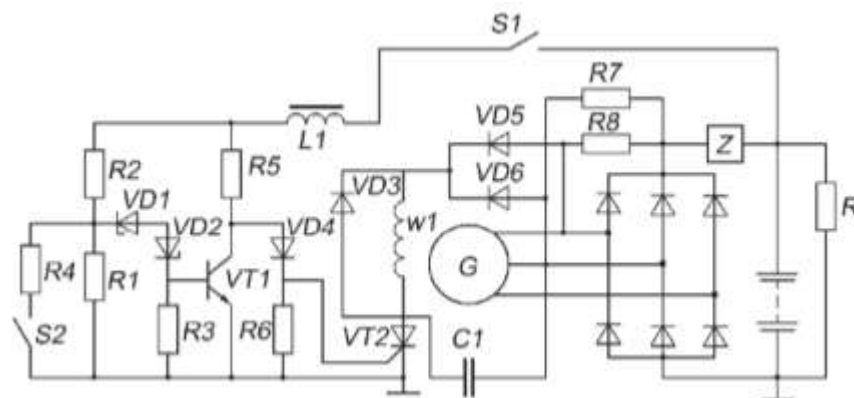 S1
R7
VD5
R8
L1
Z
R2
R5
VD6
VD1
VD3
R
VD2
VD4
w1
R4
R1
VT1
G
S2
R3
R6
VT2
C1